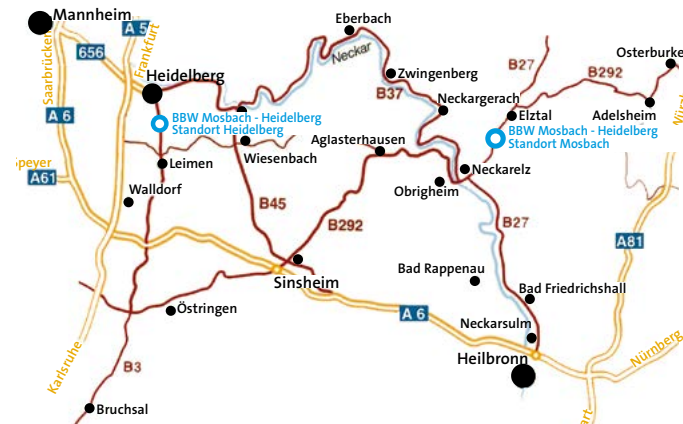 Mannheim
Eberbach
A 5
Frankfurt
Saarbrücken
656
Neckar
B27
Osterburke
B292
Zwingenberg
Heidelberg
B37
Neckargerach
Adelsheim
A 6
Elztal
BBW Mosbach - Heidelberg
Standort Heidelberg
BBW Mosbach - Heidelberg
Standort Mosbach
Aglasterhausen
Wiesenbach
Speyer
Leimen
Neckarelz
A61
Obrigheim
Walldorf
B45
B292
B27
A81
Bad Rappenau
Sinsheim
Bad Friedrichshall
Östringen
A 6
Neckarsulm
Nürnberg
Heilbronn
Karlsruhe
B3
Bruchsal